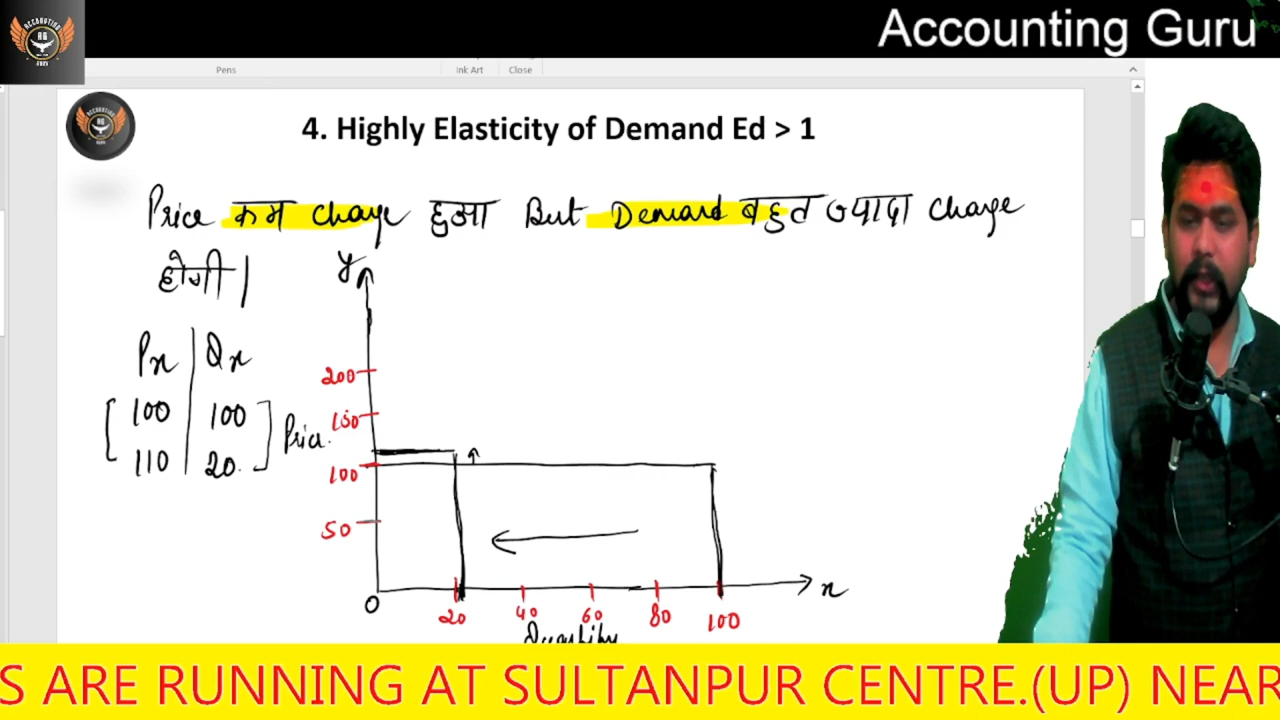 Accounting Guru
Pens
Ink Art
Close
4. Highly Elasticity of Demand Ed > 1
Price कम change हुआ But Demand बहुत ज्यादा change
होगी।
y
Px Qx
100 100
110 20
Price
200
150
100
50
0
20 40 60 80 100
x
Quantity
S ARE RUNNING AT SULTANPUR CENTRE.(UP) NEAR